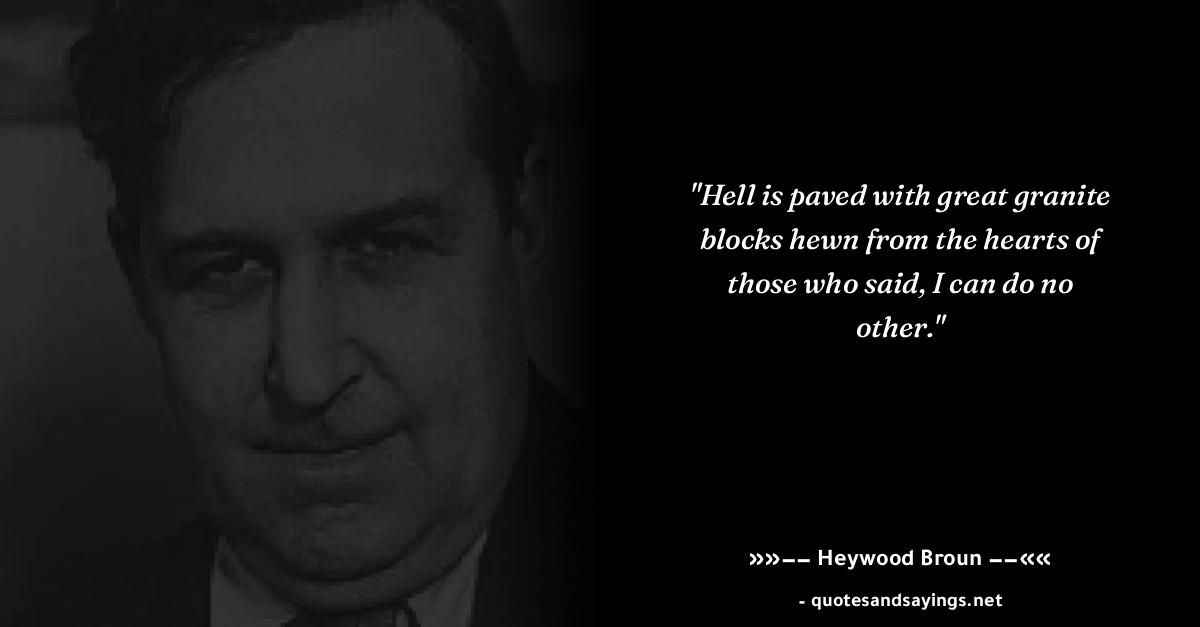 "Hell is paved with great granite
blocks hewn from the hearts of
those who said, I can do no
other."
»»−− Heywood Broun −−««
- quotesandsayings.net